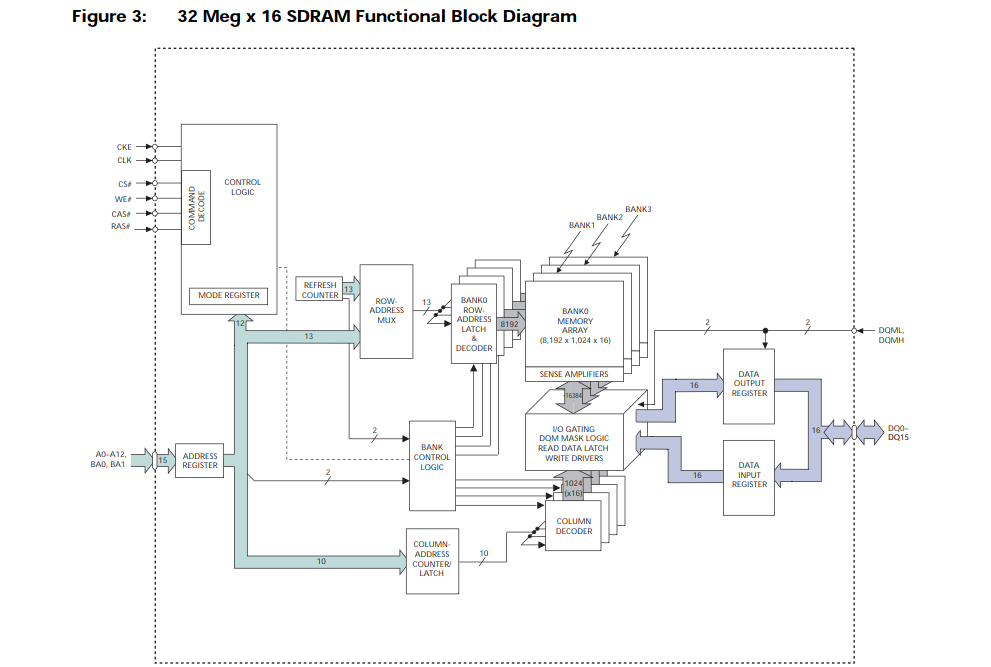 Figure 3: 32 Meg x 16 SDRAM Functional Block Diagram
CKE
CLK
CS#
WE#
CAS#
RAS#
COMMAND
DECODE
CONTROL
LOGIC
MODE REGISTER
12
REFRESH
COUNTER
13
13
ROW-
ADDRESS
MUX
13
BANK0
ROW-
ADDRESS
LATCH
&
DECODER
8192
BANK1
BANK2
BANK3
BANK0
MEMORY
ARRAY
(8,192 x 1,024 x 16)
SENSE AMPLIFIERS
16384
I/O GATING
DQM MASK LOGIC
READ DATA LATCH
WRITE DRIVERS
1024
(x16)
COLUMN
DECODER
2
2
DQML,
DQMH
DATA
OUTPUT
REGISTER
16
16
16
DATA
INPUT
REGISTER
DQ0–
DQ15
A0–A12,
BA0, BA1
15
ADDRESS
REGISTER
2
2
BANK
CONTROL
LOGIC
10
COLUMN-
ADDRESS
COUNTER/
LATCH
10